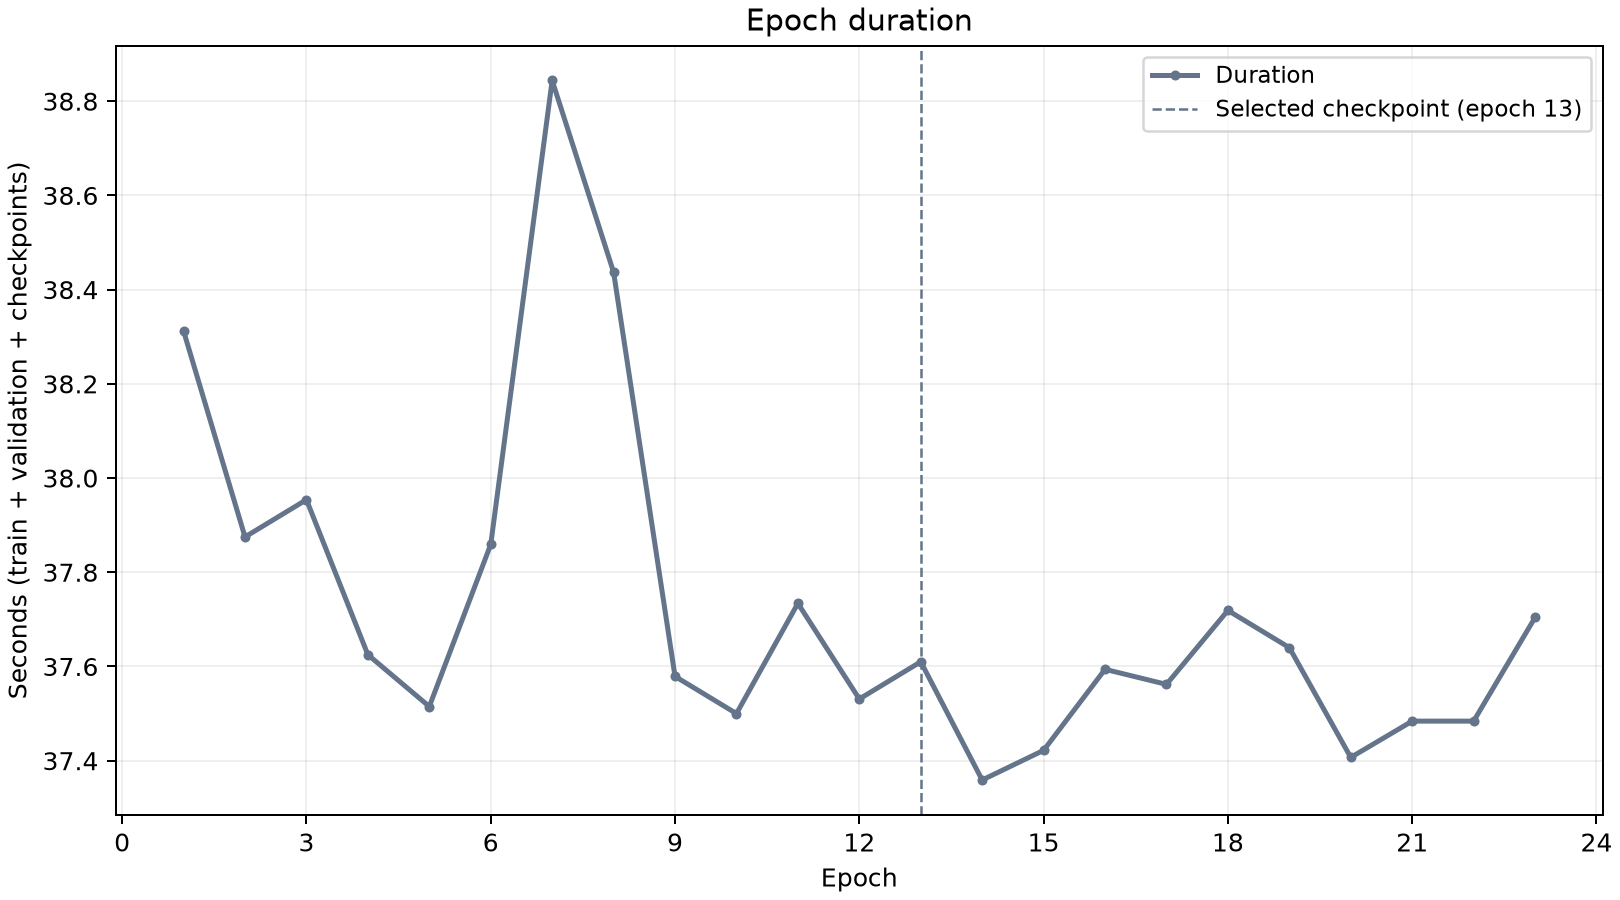 Epoch duration
Duration
Selected checkpoint (epoch 13)
Seconds (train + validation + checkpoints)
38.8
38.6
38.4
38.2
38.0
37.8
37.6
37.4
0 3 6 9 12 15 18 21 24
Epoch